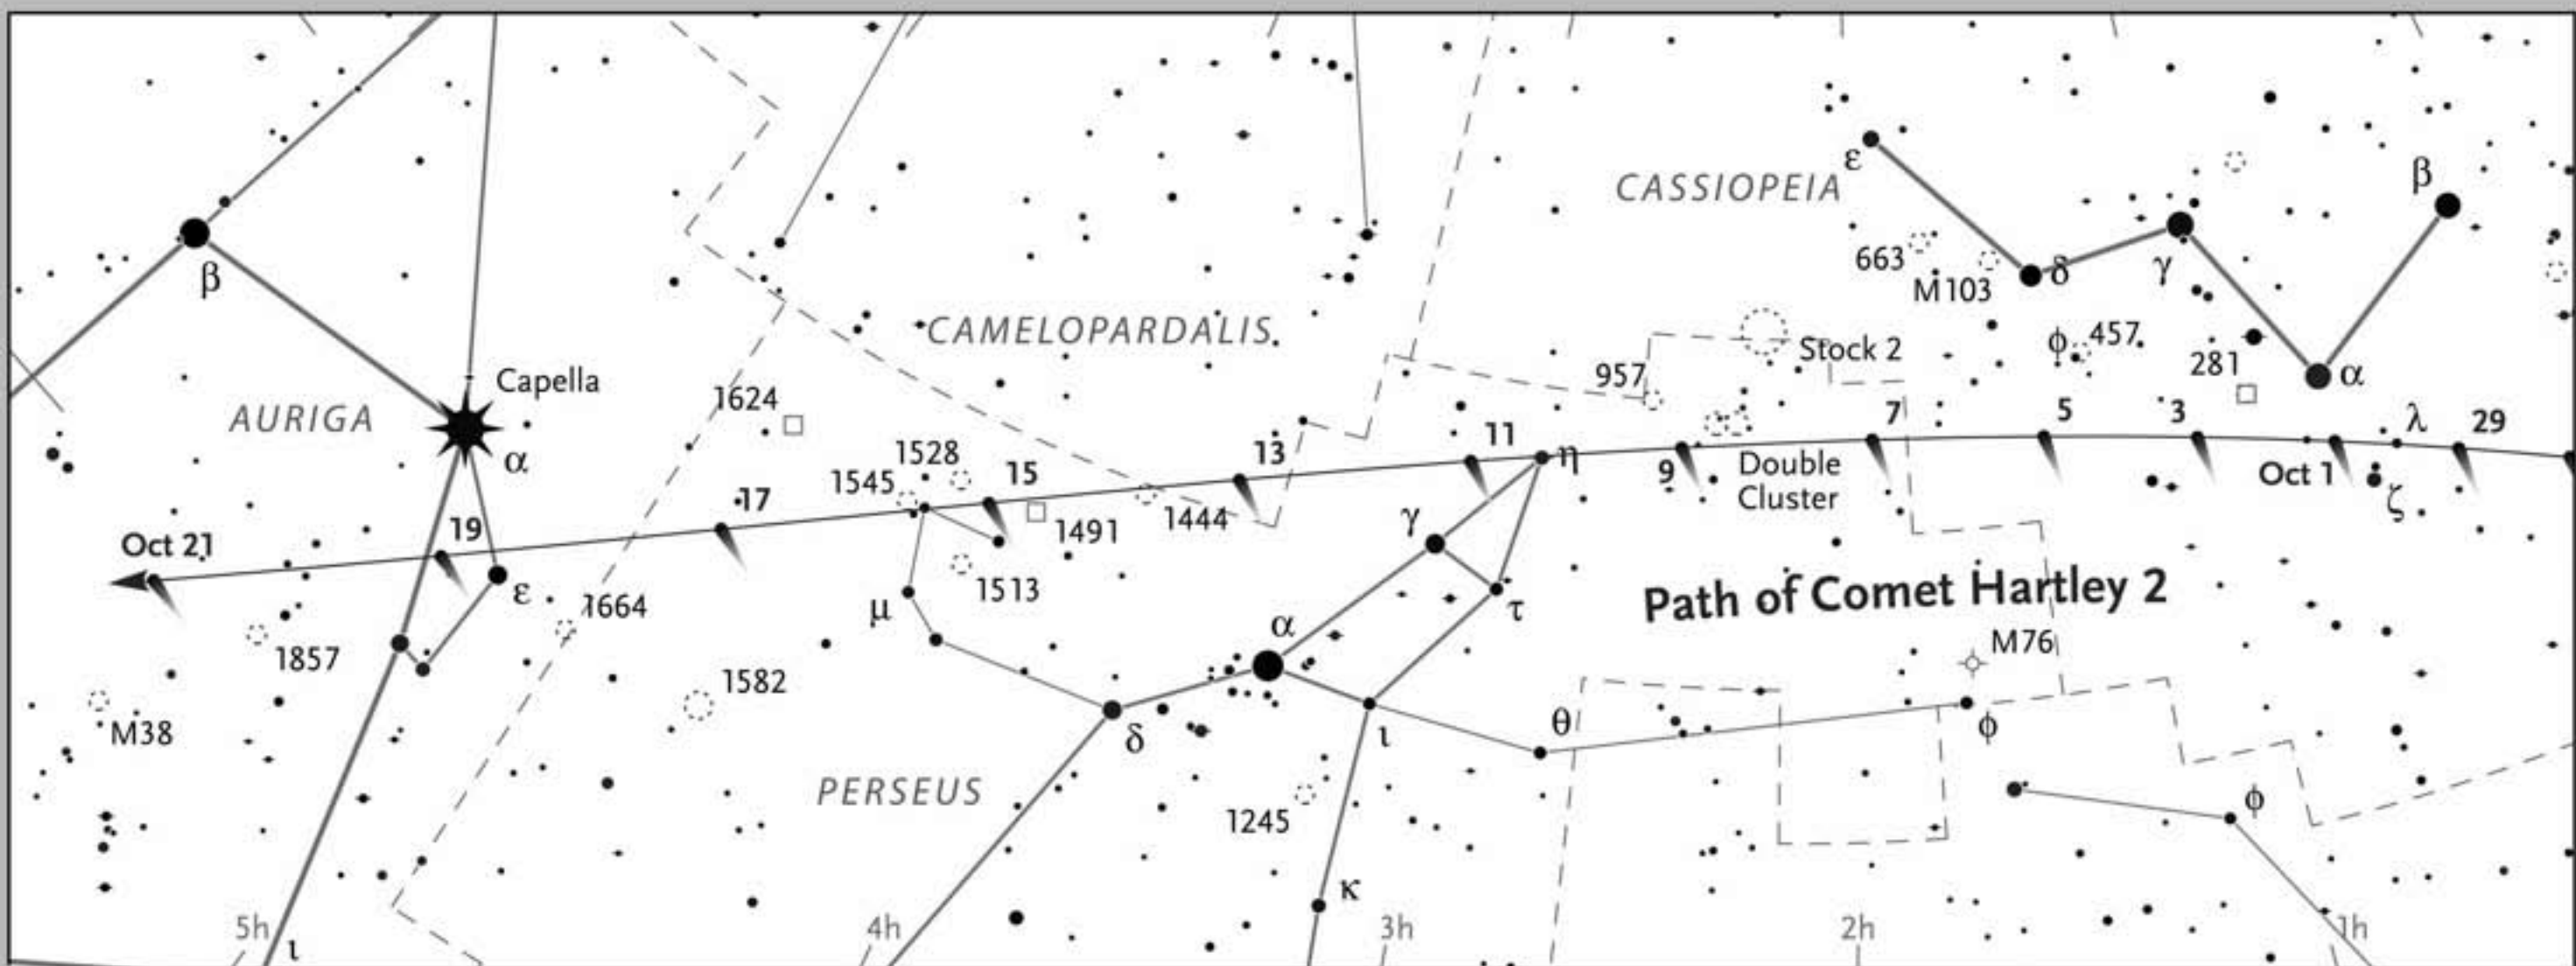 ε
CASSIOPEIA
β
663
M103
δ
γ
β
CAMELOPARDALIS
Stock 2
ϕ 457
281
α
Capella
AURIGA
α
1624
957
11
η
7
5
3
λ
29
13
1528
15
1545
17
1491
1444
9
Double
Cluster
Oct 1
ζ
γ
Oct 21
19
ε
1664
μ
1513
τ
Path of Comet Hartley 2
α
M76
1857
1582
M38
δ
ι
θ
ϕ
PERSEUS
1245
ϕ
κ
5h
ι
4h
3h
2h
1h